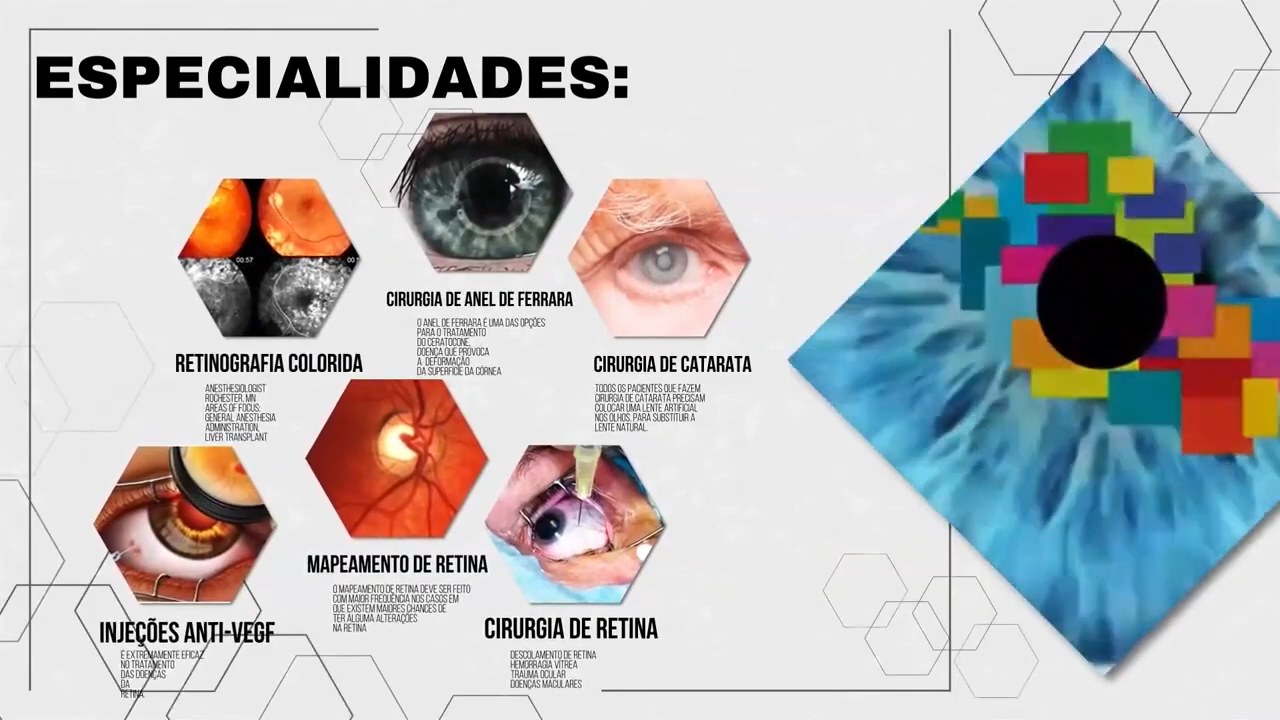 ESPECIALIDADES:
00:57
00:5
CIRURGIA DE ANEL DE FERRARA
O ANEL DE FERRARA É UMA DAS OPÇÕES
PARA O TRATAMENTO
DO CERATOCONE,
DOENÇA QUE PROVOCA
A DEFORMAÇÃO
DA SUPERFÍCIE DA CÓRNEA
RETINOGRAFIA COLORIDA
ANESTHESIOLOGIST
ROCHESTER, MN
AREAS OF FOCUS:
GENERAL ANESTHESIA
ADMINISTRATION,
LIVER TRANSPLANT
CIRURGIA DE CATARATA
TODOS OS PACIENTES QUE FAZEM
CIRURGIA DE CATARATA PRECISAM
COLOCAR UMA LENTE ARTIFICIAL
NOS OLHOS, PARA SUBSTITUIR A
LENTE NATURAL.
MAPEAMENTO DE RETINA
O MAPEAMENTO DE RETINA DEVE SER FEITO
COM MAIOR FREQUÊNCIA NOS CASOS EM
QUE EXISTEM MAIORES CHANCES DE
TER ALGUMA ALTERAÇÕES
NA RETINA
INJEÇÕES ANTI-VEGF
É EXTREMAMENTE EFICAZ
NO TRATAMENTO
DAS DOENÇAS
DA
RETINA
CIRURGIA DE RETINA
DESCOLAMENTO DE RETINA
HEMORRAGIA VÍTREA
TRAUMA OCULAR
DOENÇAS MACULARES